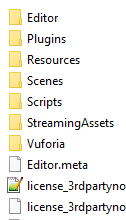 Editor
Plugins
Resources
Scenes
Scripts
StreamingAssets
Vuforia
Editor.meta
license_3rdpartyno
license_3rdpartyno